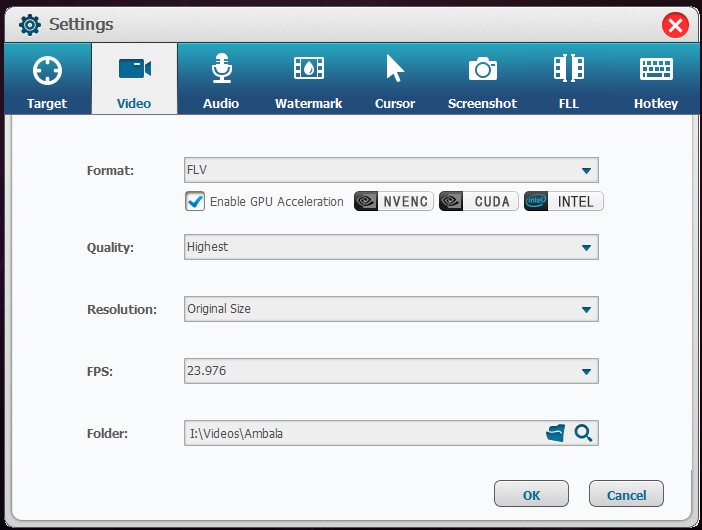 Settings
Target Video Audio Watermark Cursor Screenshot FLL Hotkey
Format: FLV
Enable GPU Acceleration NVENC CUDA intel INTEL
Quality: Highest
Resolution: Original Size
FPS: 23.976
Folder: I:\Videos\Ambala
OK Cancel